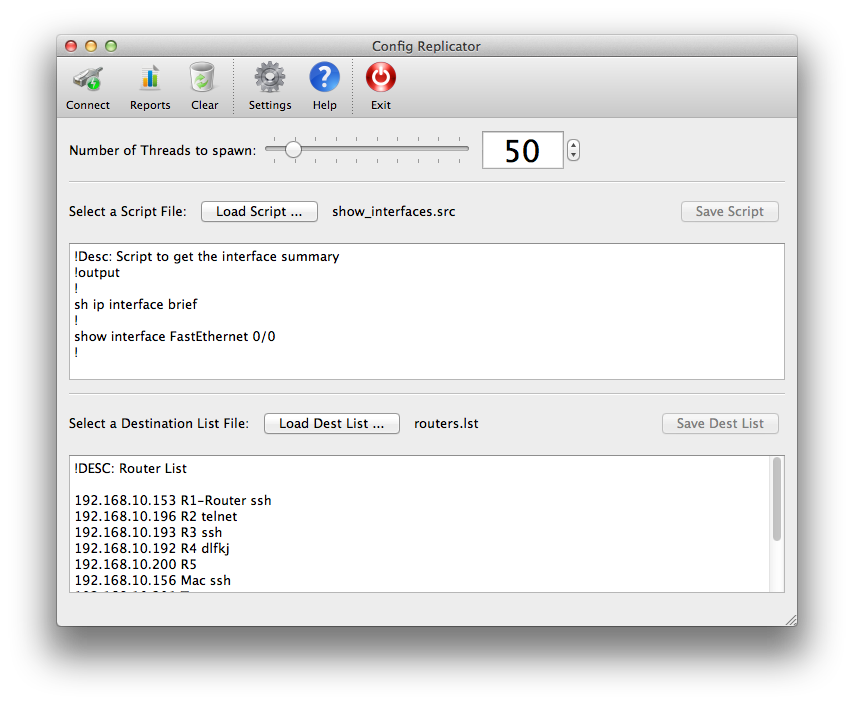 Config Replicator
Connect Reports Clear Settings Help Exit
Number of Threads to spawn: 50
Select a Script File: Load Script ... show_interfaces.src Save Script
!Desc: Script to get the interface summary
!output
!
sh ip interface brief
!
show interface FastEthernet 0/0
!
Select a Destination List File: Load Dest List ... routers.lst Save Dest List
!DESC: Router List
192.168.10.153 R1-Router ssh
192.168.10.196 R2 telnet
192.168.10.193 R3 ssh
192.168.10.192 R4 dlfkj
192.168.10.200 R5
192.168.10.156 Mac ssh